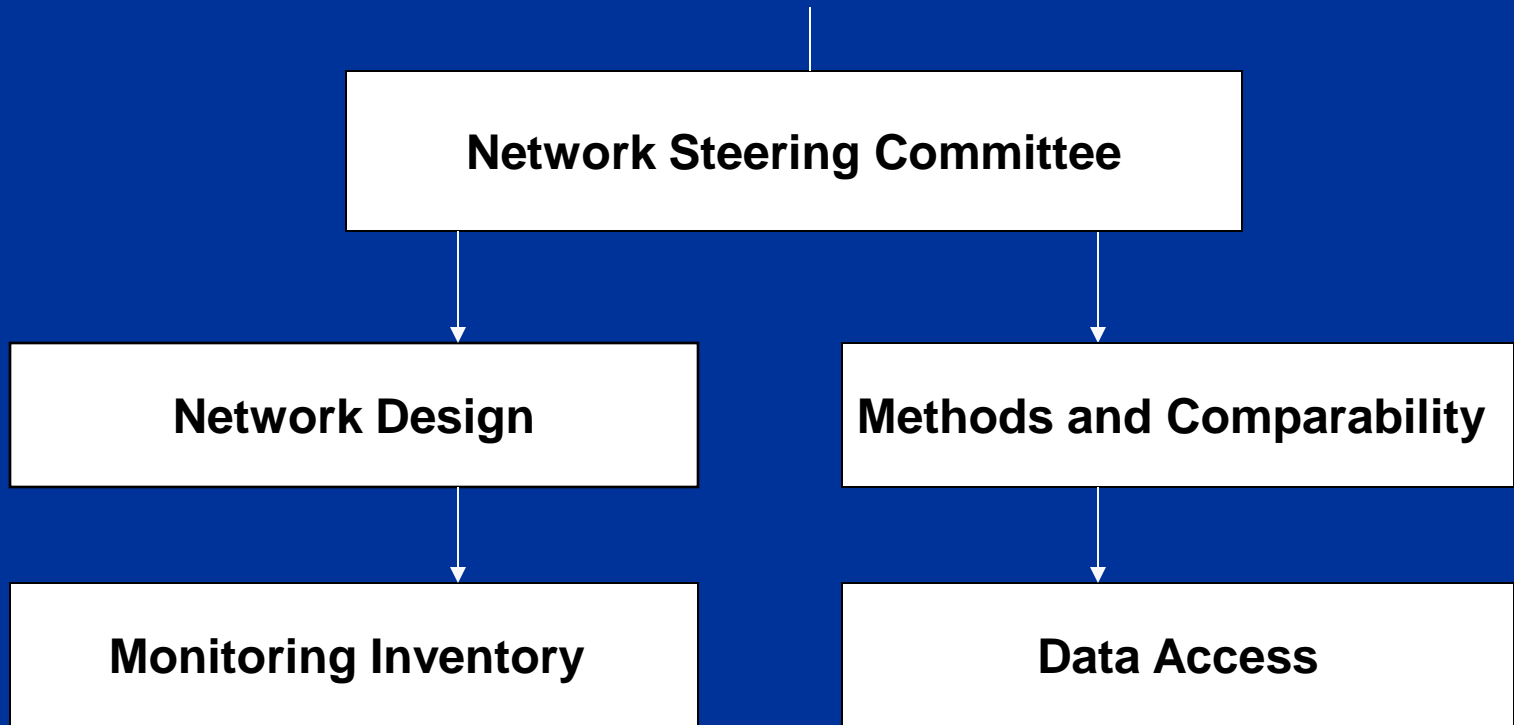 Network Steering Committee
Network Design
Methods and Comparability
Monitoring Inventory
Data Access